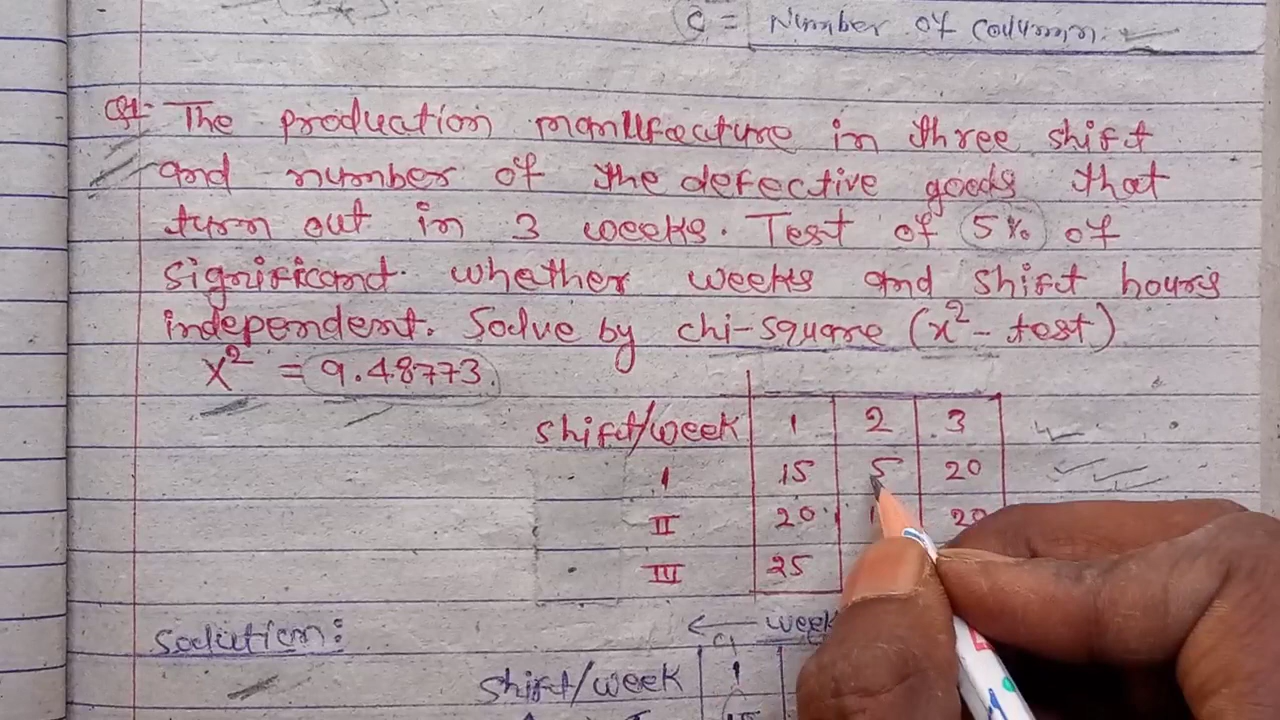 C = Number of Column.
Q1- The production manufacture in three shift
and number of the defective goods that
turn out in 3 weeks. Test of 5% of
significant whether weeks and shift hours
independent. Solve by chi-square (x² - test)
X² = 9.48773.
Shift/week 1 2 3
I 15 5 20
II 20 20
III 25
Solution:
← week
Shift/week 1